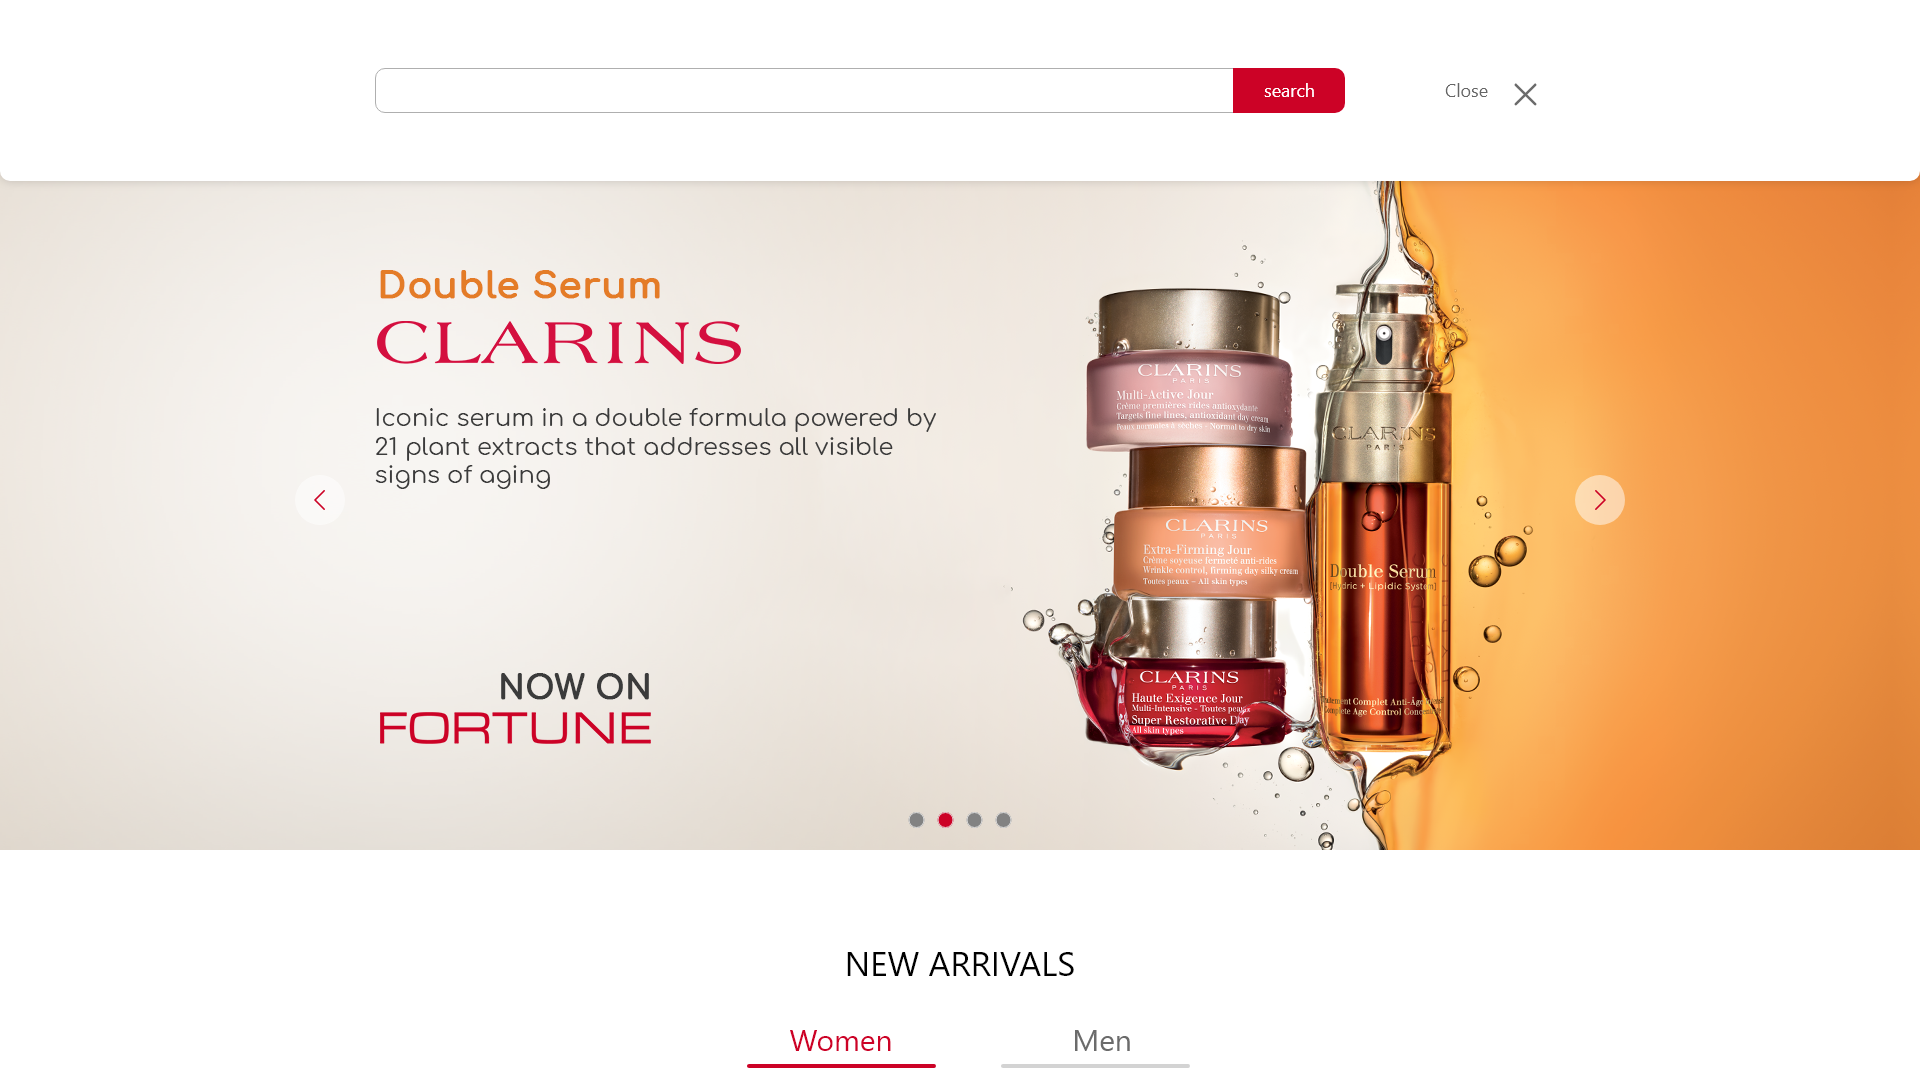 search
Close
Double Serum
CLARINS
Iconic serum in a double formula powered by
21 plant extracts that addresses all visible
signs of aging
NOW ON
FORTUNE
CLARINS
PARIS
Multi-Active Jour
Crème premières rides antioxydante
Targets fine lines, antioxidant day cream
Peaux normales à sèches - Normal to dry skin
CLARINS
PARIS
Extra-Firming Jour
Crème soyeuse fermeté anti-rides
Wrinkle control, firming day silky cream
Toutes peaux - All skin types
CLARINS
PARIS
Haute Exigence Jour
Multi-Intensive - Toutes peaux
Super Restorative Day
All skin types
CLARINS
PARIS
Double Serum
[Hydric + Lipidic System]
Complet Anti-Âge
Age Control
NEW ARRIVALS
Women
Men